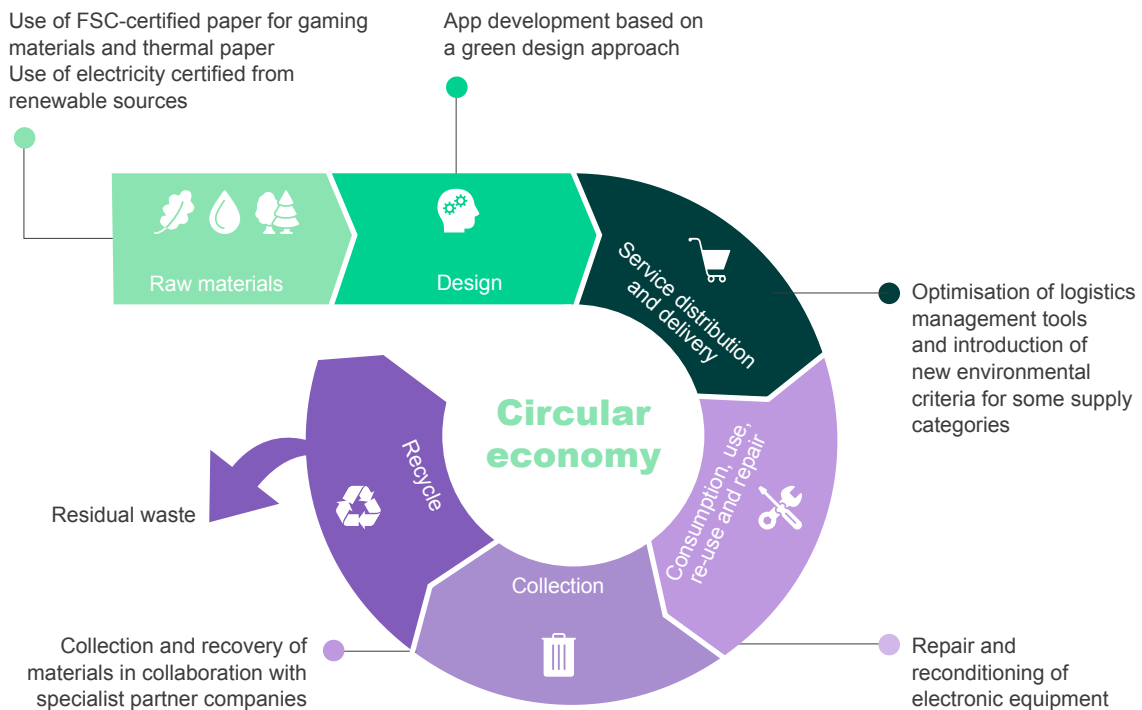 Use of FSC-certified paper for gaming
materials and thermal paper
Use of electricity certified from
renewable sources
App development based on
a green design approach
Raw materials
Design
Service distribution
and delivery
Optimisation of logistics
management tools
and introduction of
new environmental
criteria for some supply
categories
Circular
economy
Consumption, use,
re-use and repair
Recycle
Residual waste
Collection
Collection and recovery of
materials in collaboration with
specialist partner companies
Repair and
reconditioning of
electronic equipment